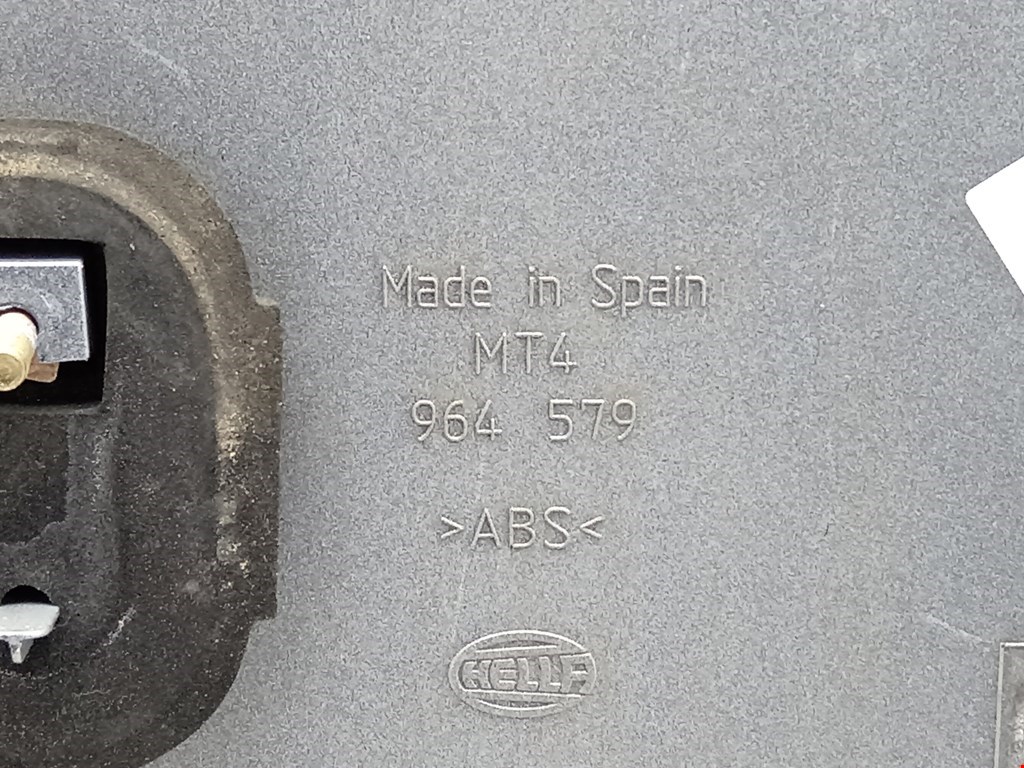 Made in Spain
MT4
964 579
>ABS<
HELLA